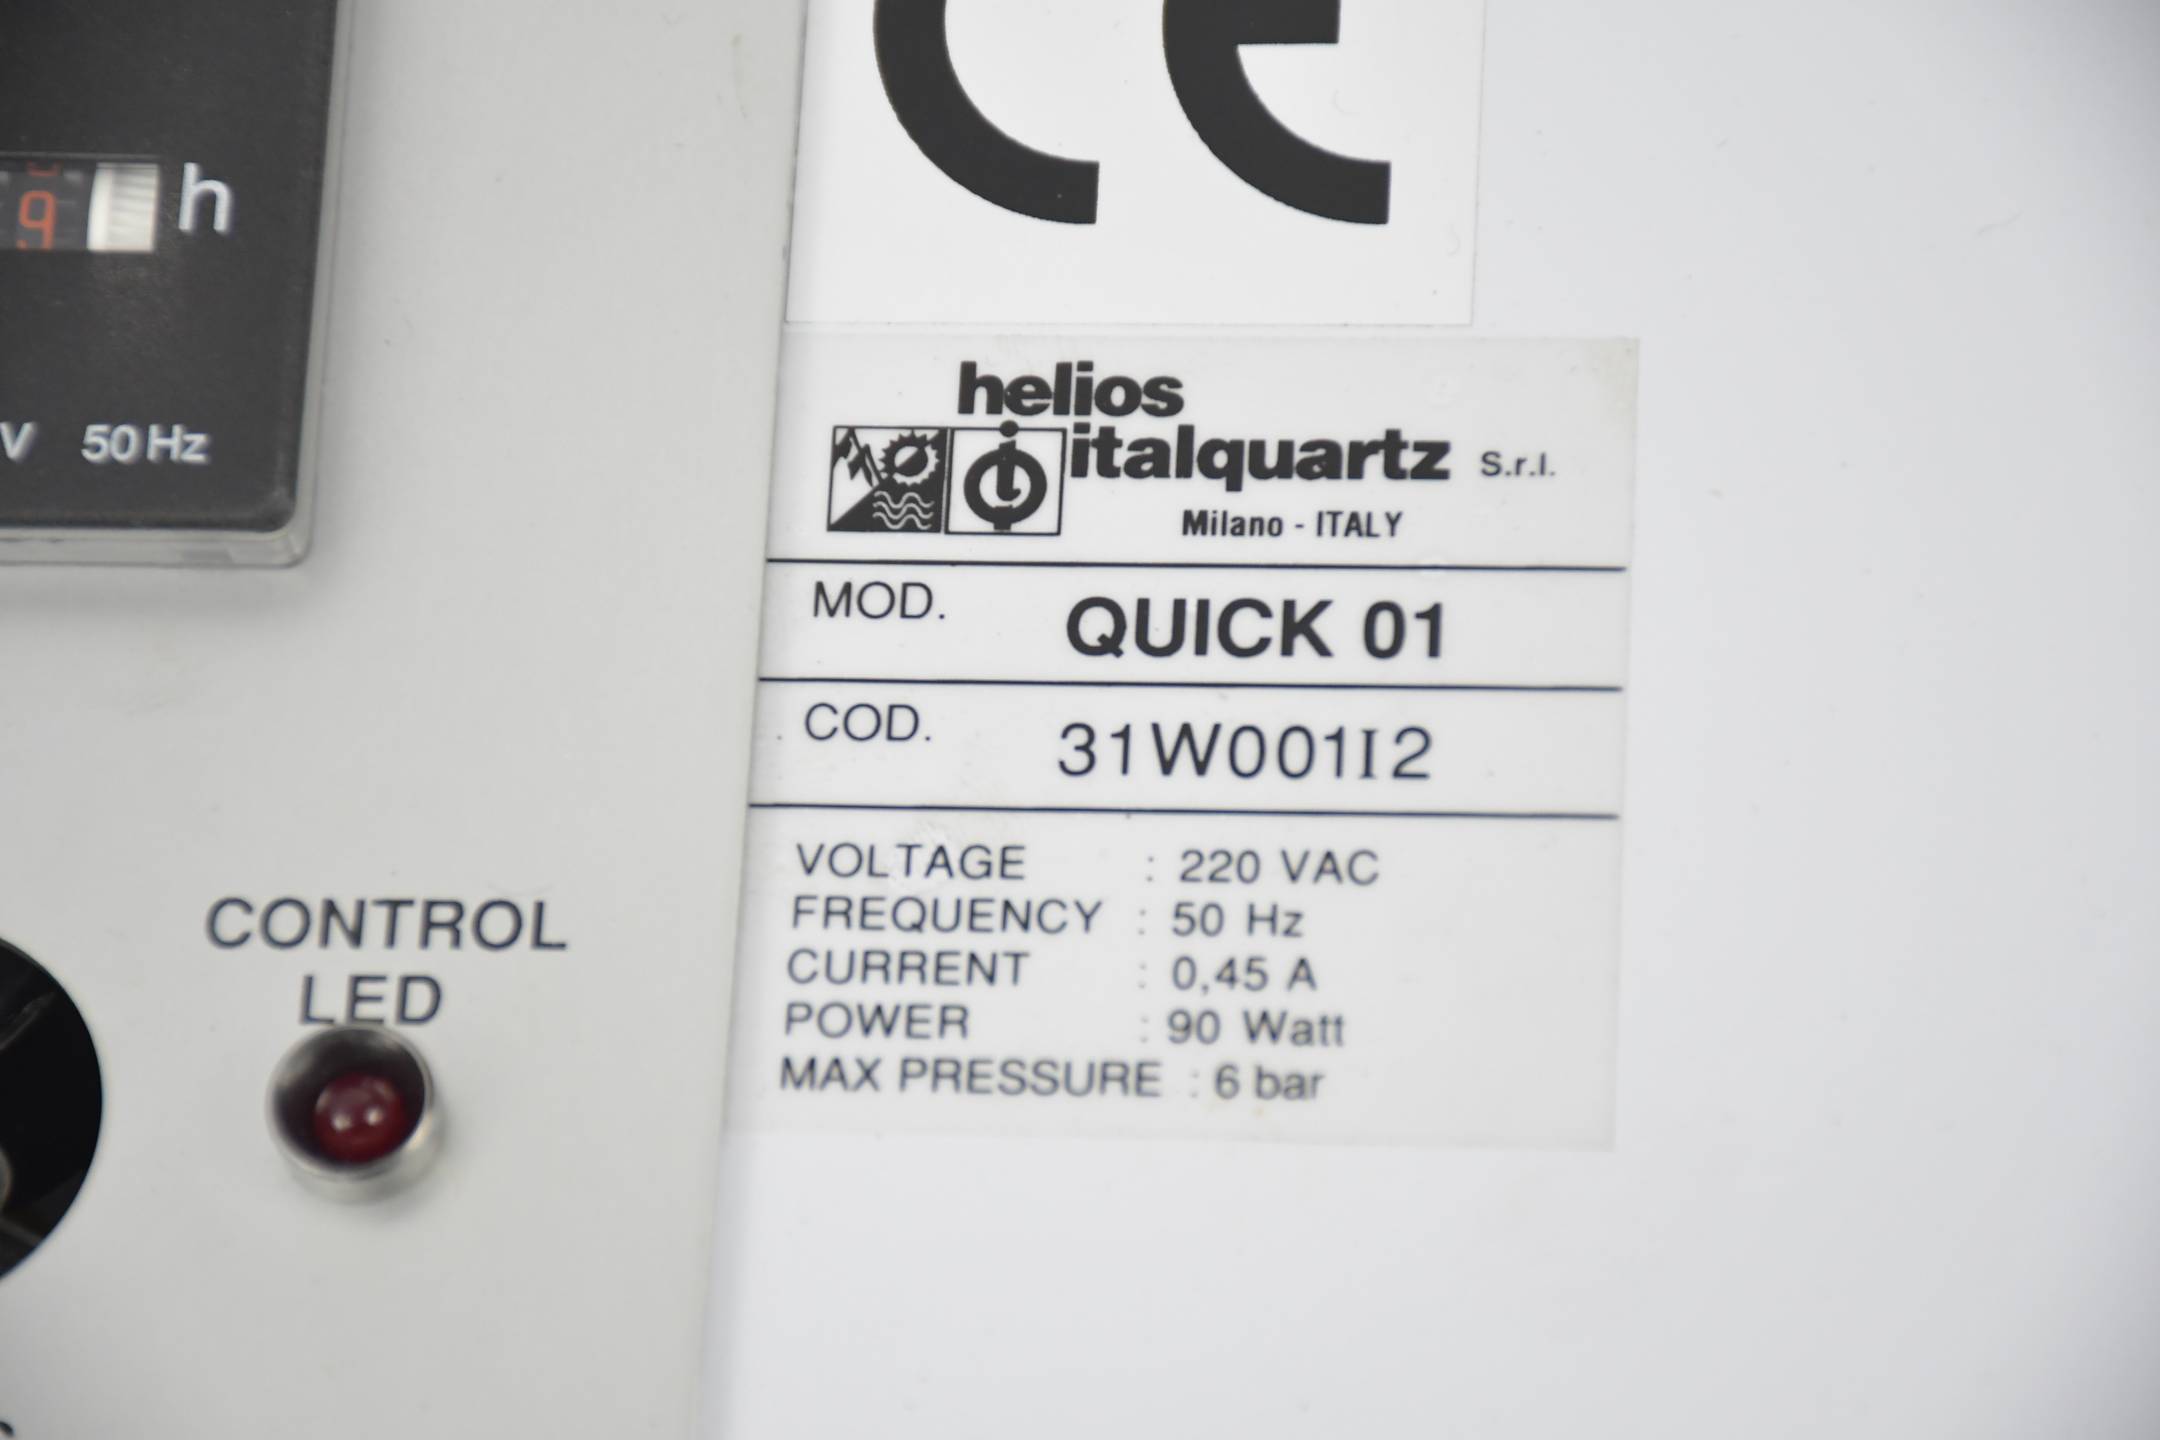 CE
9 h
V 50 Hz
helios
italquartz S.r.l.
Milano - ITALY
MOD. QUICK 01
COD. 31W001I2
VOLTAGE : 220 VAC
FREQUENCY : 50 Hz
CURRENT : 0,45 A
POWER : 90 Watt
MAX PRESSURE : 6 bar
CONTROL
LED